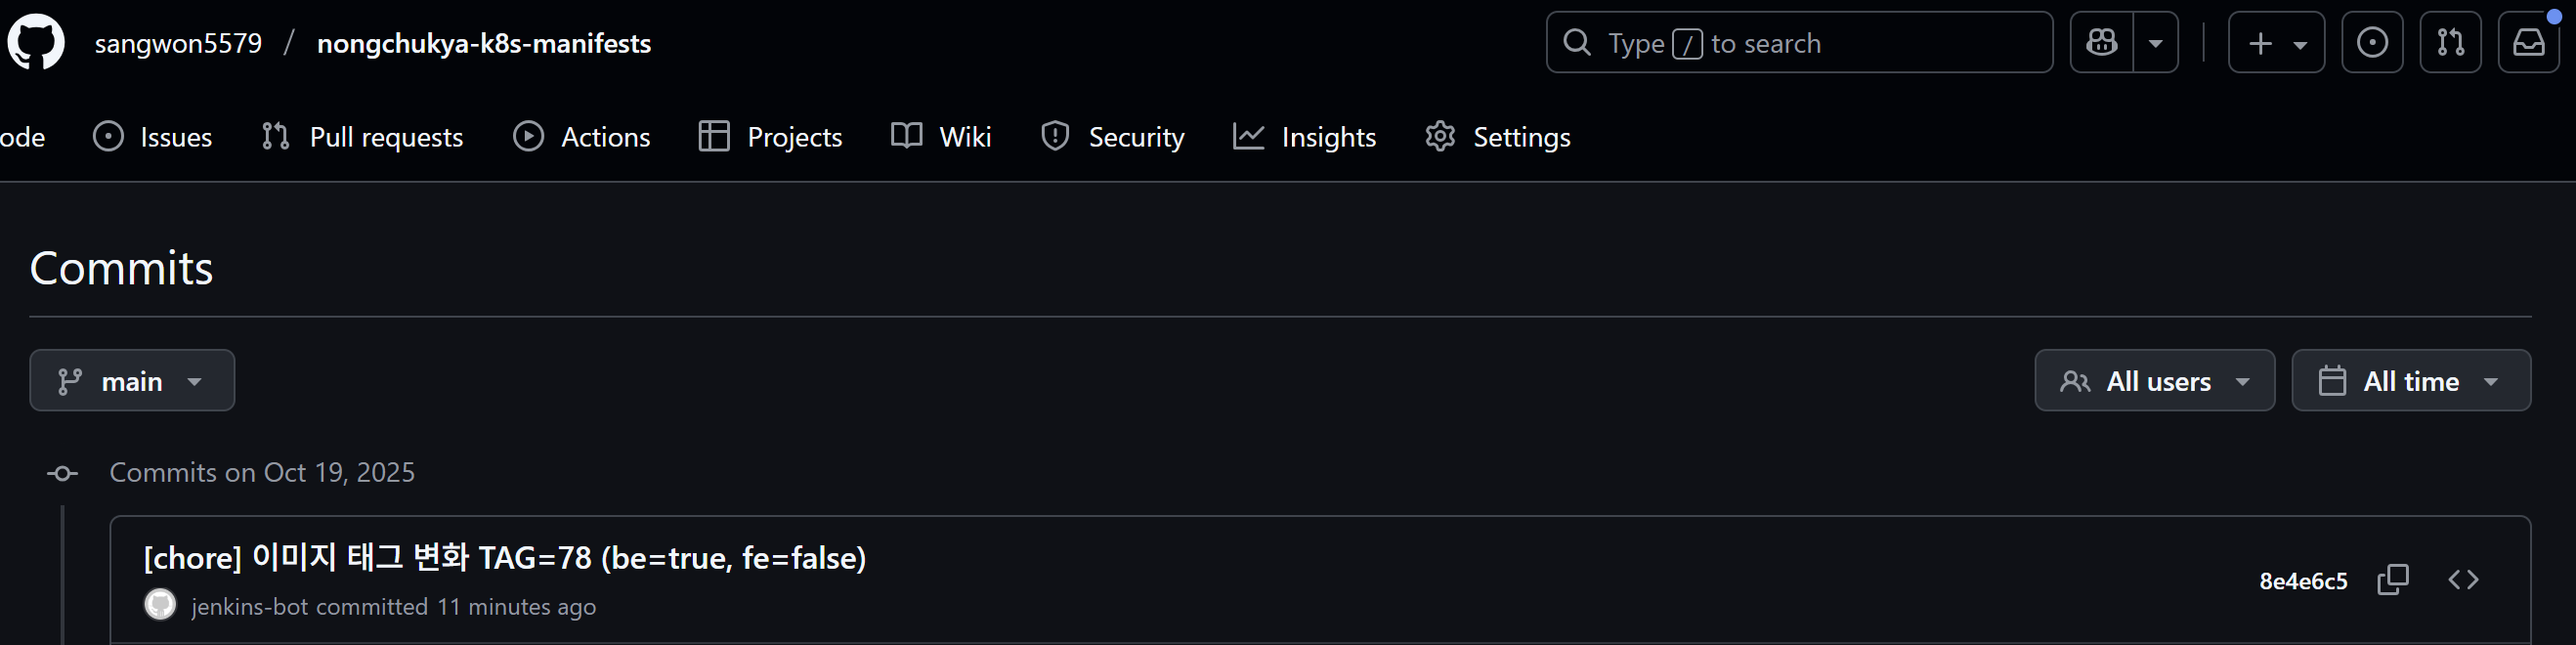 sangwon5579 / nongchukya-k8s-manifests
Type / to search
ode Issues Pull requests Actions Projects Wiki Security Insights Settings
Commits
main
All users All time
Commits on Oct 19, 2025
[chore] 이미지 태그 변화 TAG=78 (be=true, fe=false)
8e4e6c5
jenkins-bot committed 11 minutes ago